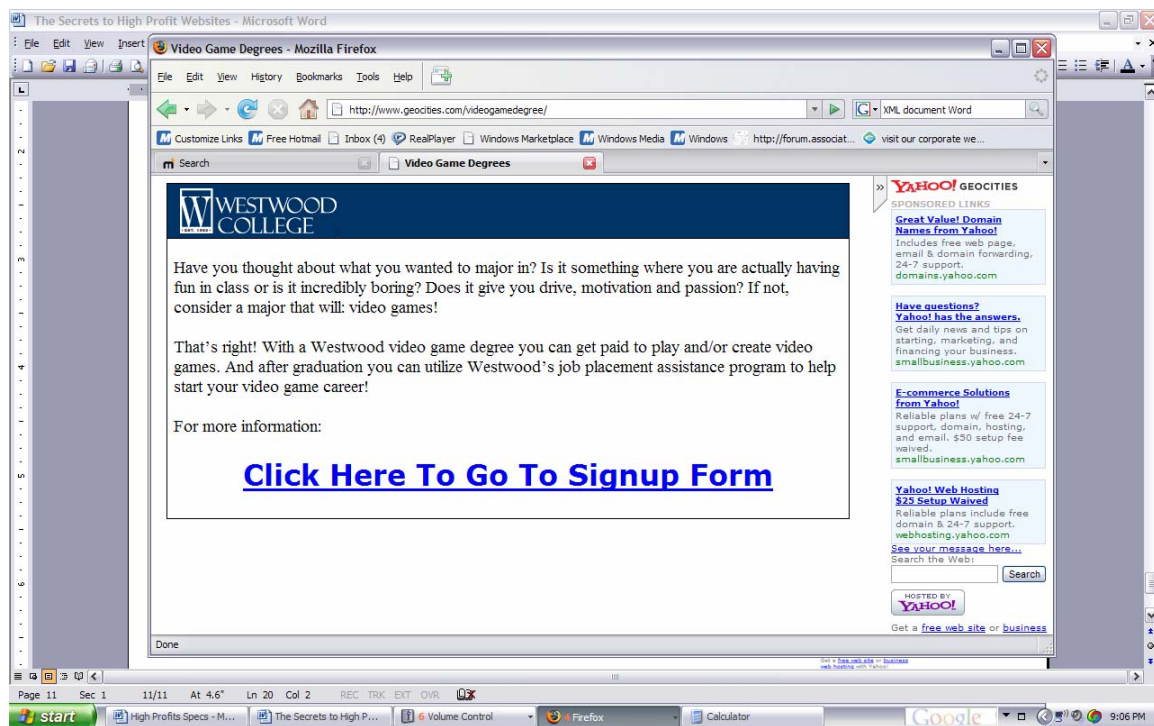 The Secrets to High Profit Websites - Microsoft Word
File Edit View Insert
Video Game Degrees - Mozilla Firefox
File Edit View History Bookmarks Tools Help
http://www.geocities.com/videogamedegree/
XML document Word
Customize Links Free Hotmail Inbox (4) RealPlayer Windows Marketplace Windows Media Windows http://forum.associat... visit our corporate we...
Search
Video Game Degrees
WESTWOOD
COLLEGE
EST. 1953
Have you thought about what you wanted to major in? Is it something where you are actually having
fun in class or is it incredibly boring? Does it give you drive, motivation and passion? If not,
consider a major that will: video games!
That's right! With a Westwood video game degree you can get paid to play and/or create video
games. And after graduation you can utilize Westwood's job placement assistance program to help
start your video game career!
For more information:
Click Here To Go To Signup Form
YAHOO! GEOCITIES
SPONSORED LINKS
Great Value! Domain
Names from Yahoo!
Includes free web page,
email & domain forwarding,
24-7 support.
domains.yahoo.com
Have questions?
Yahoo! has the answers.
Get daily news and tips on
starting, marketing, and
financing your business.
smallbusiness.yahoo.com
E-commerce Solutions
from Yahoo!
Reliable plans w/ free 24-7
support, domain, hosting,
and email. $50 setup fee
waived.
smallbusiness.yahoo.com
Yahoo! Web Hosting
$25 Setup Waived
Reliable plans include free
domain & 24-7 support.
webhosting.yahoo.com
See your message here...
Search the Web:
Search
HOSTED BY
YAHOO!
Get a free web site or business
Done
Get a free web site or business
web hosting with Yahoo!
Page 11 Sec 1 11/11 At 4.6" Ln 20 Col 2 REC TRK EXT OVR
start
High Profits Specs - M...
The Secrets to High P...
6 Volume Control
4 Firefox
Calculator
Google
9:06 PM